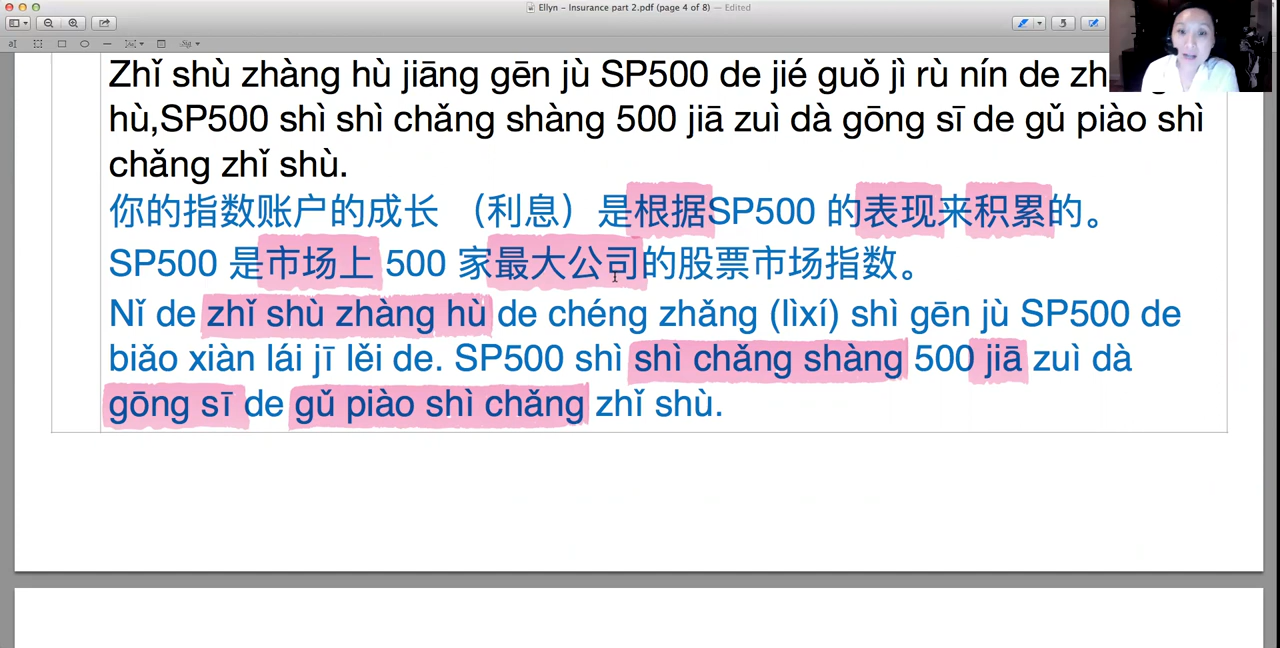 Ellyn – Insurance part 2.pdf (page 4 of 8) — Edited
Zhǐ shù zhàng hù jiāng gēn jù SP500 de jié guǒ jì rù nín de
hù,SP500 shì shì chǎng shàng 500 jiā zuì dà gōng sī de gǔ piào shì
chǎng zhǐ shù.
你的指数账户的成长 （利息）是根据SP500 的表现来积累的。
SP500 是市场上 500 家最大公司的股票市场指数。
Nǐ de zhǐ shù zhàng hù de chéng zhǎng (lìxí) shì gēn jù SP500 de
biǎo xiàn lái jī lěi de. SP500 shì shì chǎng shàng 500 jiā zuì dà
gōng sī de gǔ piào shì chǎng zhǐ shù.